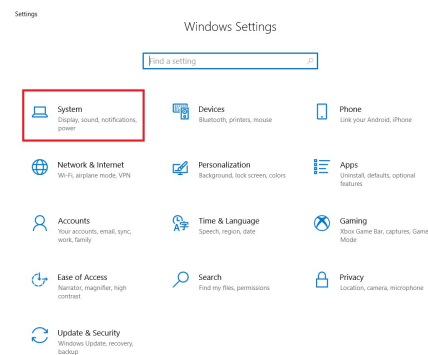 Settings
Windows Settings
Find a setting
System
Display, sound, notifications,
power
Devices
Bluetooth, printers, mouse
Phone
Link your Android, iPhone
Network & Internet
Wi-Fi, airplane mode, VPN
Personalization
Background, lock screen, colors
Apps
Uninstall, defaults, optional
features
Accounts
Your accounts, email, sync,
work, family
Time & Language
Speech, region, date
Gaming
Xbox Game Bar, captures, Game
Mode
Ease of Access
Narrator, magnifier, high
contrast
Search
Find my files, permissions
Privacy
Location, camera, microphone
Update & Security
Windows Update, recovery,
backup